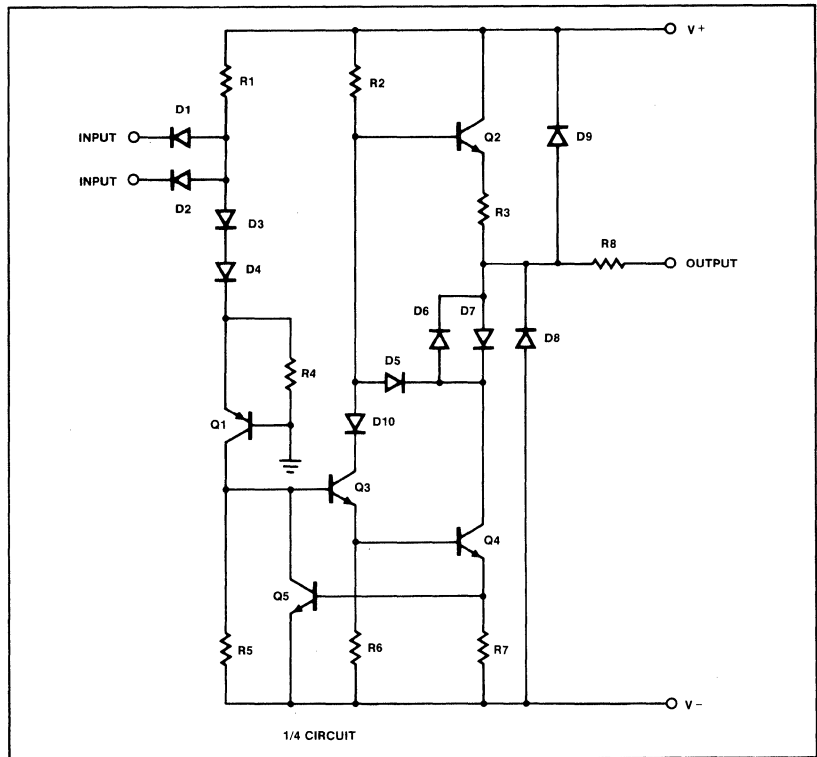 V+
R1
R2
D1
INPUT
Q2
D9
INPUT
D2
R3
D3
R8
OUTPUT
D4
D6
D7
D8
D5
R4
D10
Q1
Q3
Q4
Q5
R5
R6
R7
V−
1/4 CIRCUIT